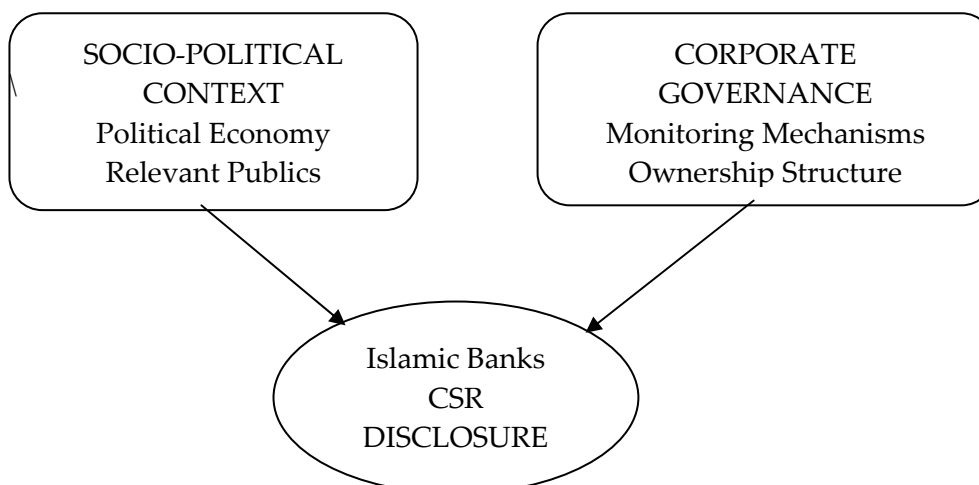 SOCIO-POLITICAL
CONTEXT
Political Economy
Relevant Publics
CORPORATE
GOVERNANCE
Monitoring Mechanisms
Ownership Structure
Islamic Banks
CSR
DISCLOSURE